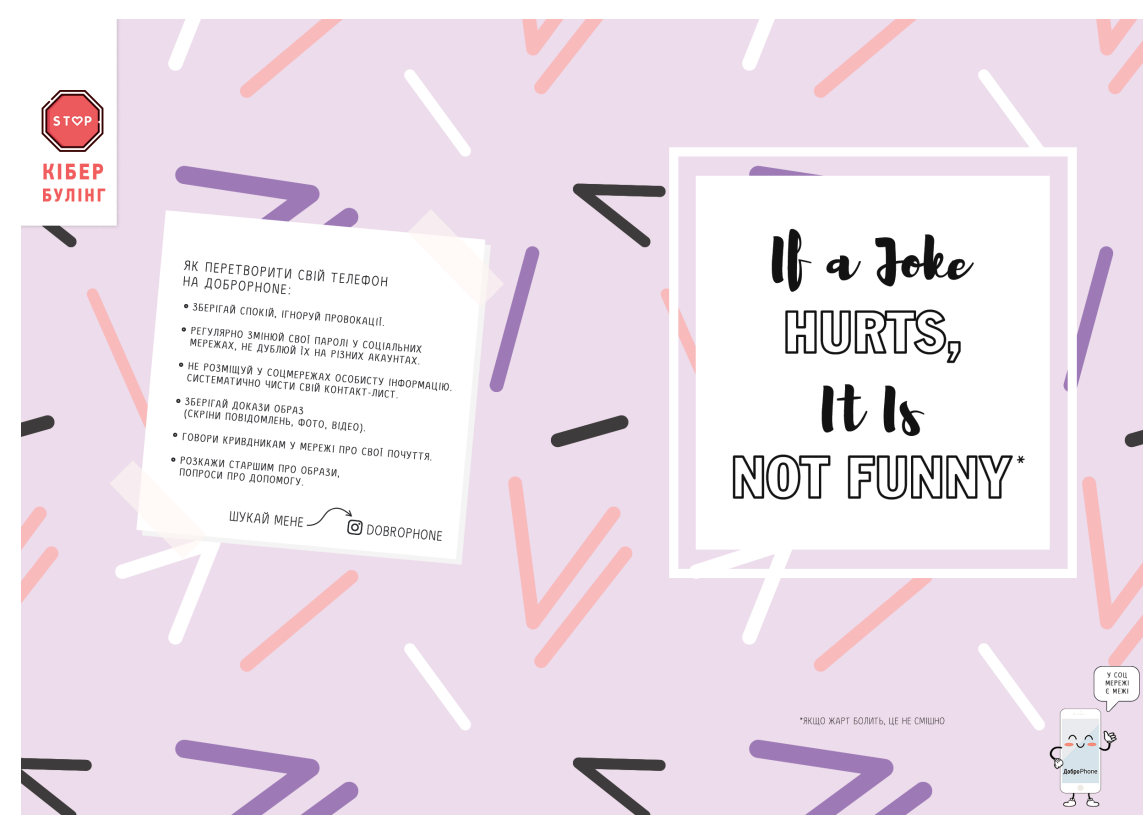 STOP
КІБЕР
БУЛІНГ
ЯК ПЕРЕТВОРИТИ СВІЙ ТЕЛЕФОН
НА ДОБРОPHONE:
ЗБЕРІГАЙ СПОКІЙ, ІГНОРУЙ ПРОВОКАЦІЇ.
РЕГУЛЯРНО ЗМІНЮЙ СВОЇ ПАРОЛІ У СОЦІАЛЬНИХ
МЕРЕЖАХ, НЕ ДУБЛЮЙ ЇХ НА РІЗНИХ АКАУНТАХ.
НЕ РОЗМІЩУЙ У СОЦМЕРЕЖАХ ОСОБИСТУ ІНФОРМАЦІЮ.
СИСТЕМАТИЧНО ЧИСТИ СВІЙ КОНТАКТ-ЛИСТ.
ЗБЕРІГАЙ ДОКАЗИ ОБРАЗ
(СКРІНИ ПОВІДОМЛЕНЬ, ФОТО, ВІДЕО).
ГОВОРИ КРИВДНИКАМ У МЕРЕЖІ ПРО СВОЇ ПОЧУТТЯ.
РОЗКАЖИ СТАРШИМ ПРО ОБРАЗИ,
ПОПРОСИ ПРО ДОПОМОГУ.
ШУКАЙ МЕНЕ
DOBROPHONE
If a Joke
HURTS,
It Is
NOT FUNNY*
*ЯКЩО ЖАРТ БОЛИТЬ, ЦЕ НЕ СМІШНО
У СОЦ
МЕРЕЖІ
Є МЕЖІ
ДоброPhone